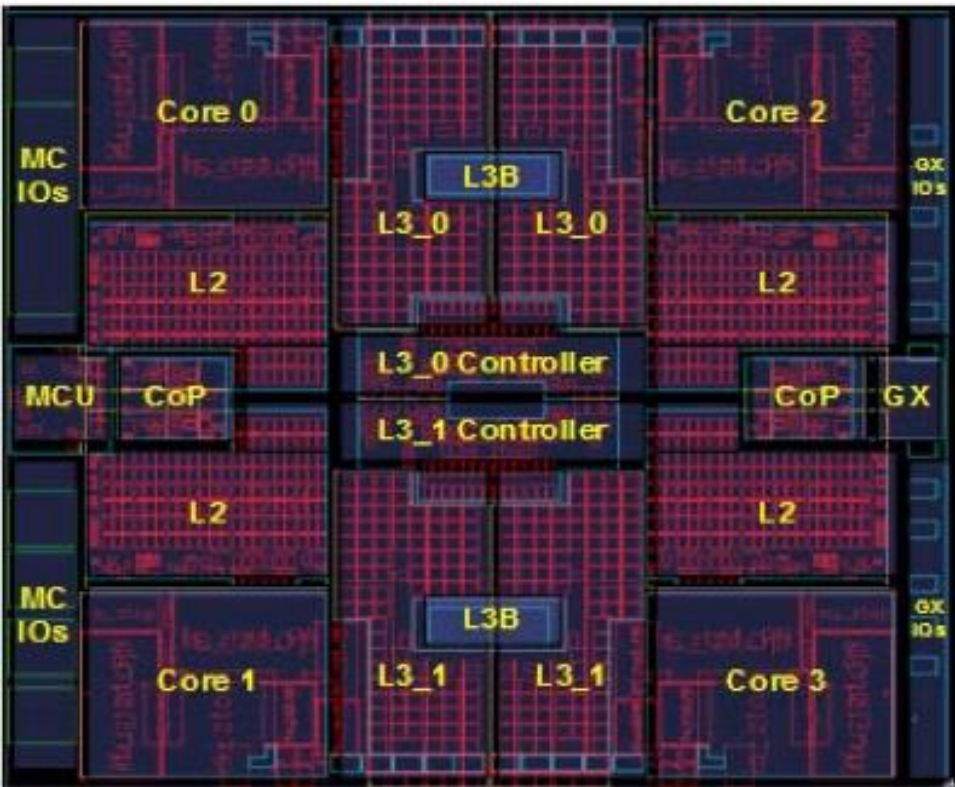 Core 0
Core 2
MC
IOs
GX
IOs
L3B
L3_0
L3_0
L2
L2
L3_0 Controller
MCU
CoP
CoP
GX
L3_1 Controller
L2
L2
MC
IOs
GX
IOs
L3B
L3_1
L3_1
Core 1
Core 3